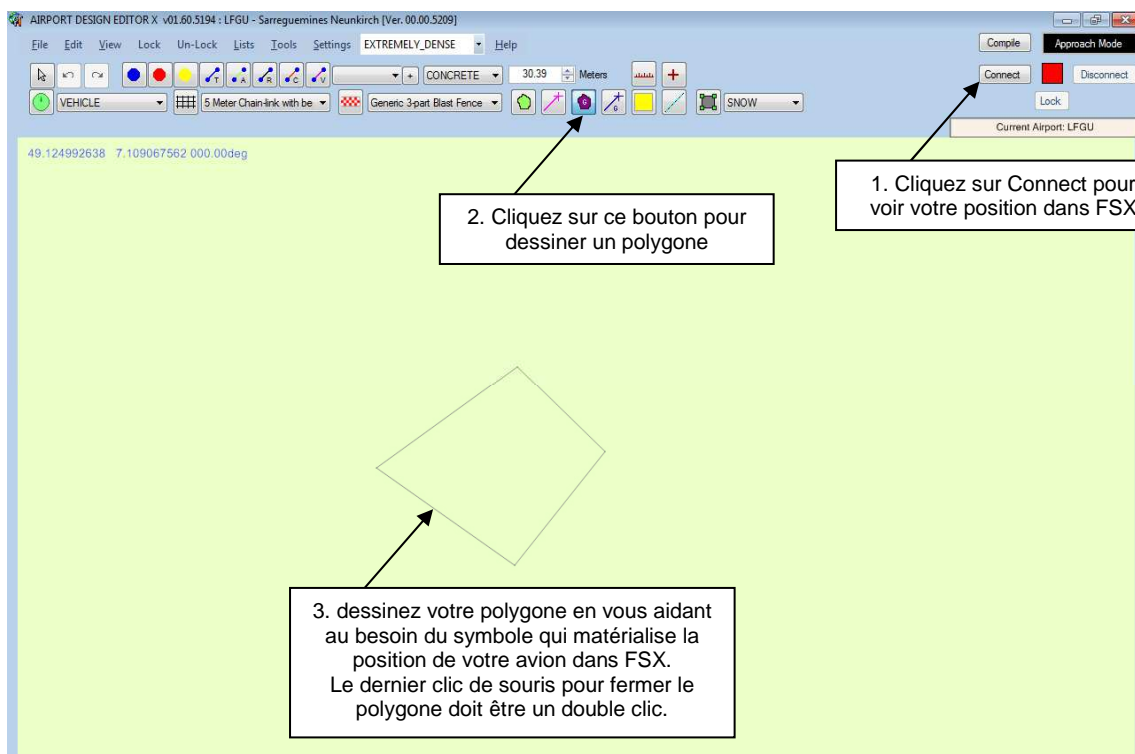 AIRPORT DESIGN EDITOR X v01.60.5194 : LFGU - Sarreguemines Neunkirch [Ver. 00.00.5209]
File Edit View Lock Un-Lock Lists Tools Settings EXTREMELY_DENSE Help
Compile Approach Mode
T A R C V + CONCRETE 30.39 Meters
Connect Disconnect
VEHICLE 5 Meter Chain-link with be Generic 3-part Blast Fence G G SNOW
Lock
Current Airport: LFGU
49.124992638 7.109067562 000.00deg
1. Cliquez sur Connect pour
voir votre position dans FSX
2. Cliquez sur ce bouton pour
dessiner un polygone
3. dessinez votre polygone en vous aidant
au besoin du symbole qui matérialise la
position de votre avion dans FSX.
Le dernier clic de souris pour fermer le
polygone doit être un double clic.